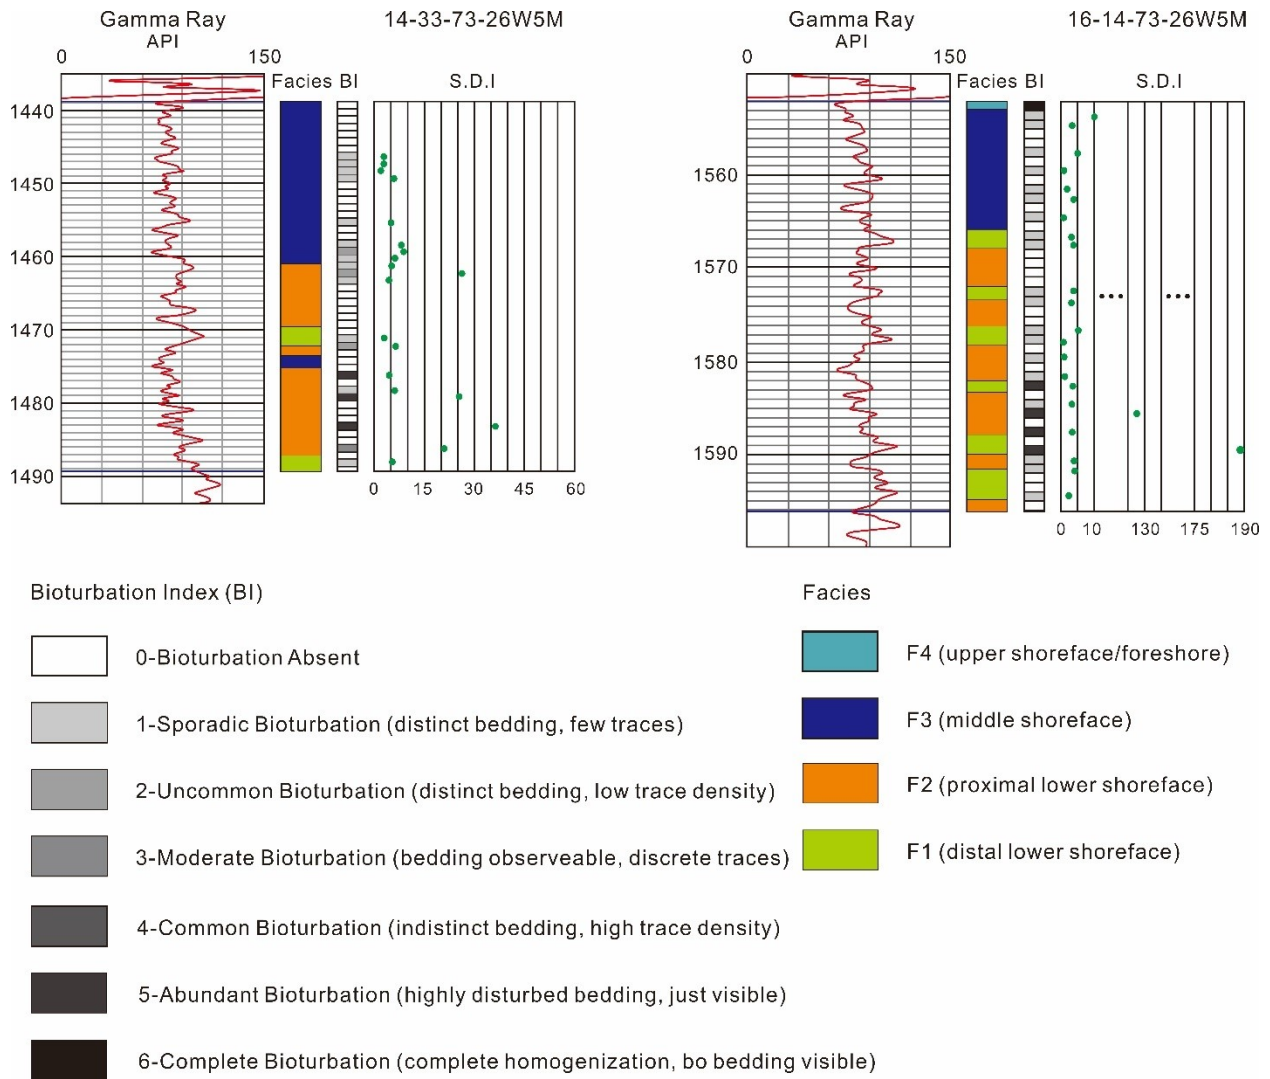 Gamma Ray
API
0 150
14-33-73-26W5M
Facies BI S.D.I
1440
1450
1460
1470
1480
1490
0 15 30 45 60
Gamma Ray
API
0 150
16-14-73-26W5M
Facies BI S.D.I
1560
1570
1580
1590
0 10 130 175 190
Bioturbation Index (BI)
0-Bioturbation Absent
1-Sporadic Bioturbation (distinct bedding, few traces)
2-Uncommon Bioturbation (distinct bedding, low trace density)
3-Moderate Bioturbation (bedding observeable, discrete traces)
4-Common Bioturbation (indistinct bedding, high trace density)
5-Abundant Bioturbation (highly disturbed bedding, just visible)
6-Complete Bioturbation (complete homogenization, bo bedding visible)
Facies
F4 (upper shoreface/foreshore)
F3 (middle shoreface)
F2 (proximal lower shoreface)
F1 (distal lower shoreface)